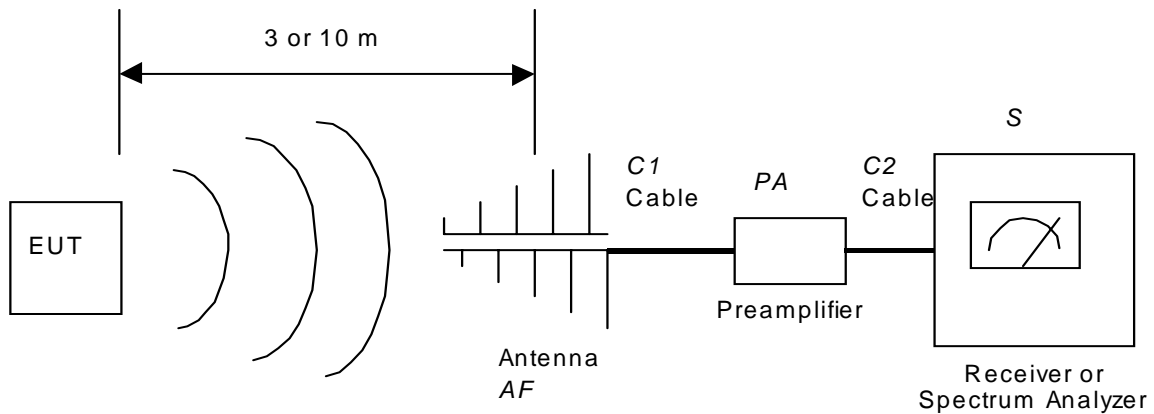 3 or 10 m
S
C1
Cable
PA
C2
Cable
EUT
Preamplifier
Antenna
AF
Receiver or
Spectrum Analyzer